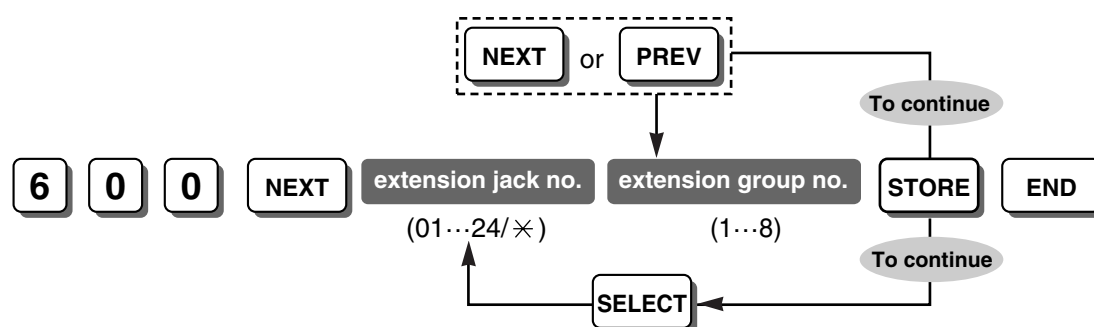 NEXT or PREV
To continue
6 0 0 NEXT extension jack no. extension group no. STORE END
(01···24/✳) (1···8)
To continue
SELECT